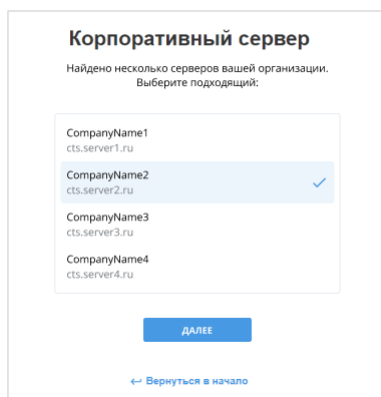 Корпоративный сервер
Найдено несколько серверов вашей организации.
Выберите подходящий:
CompanyName1
cts.server1.ru
CompanyName2
cts.server2.ru
CompanyName3
cts.server3.ru
CompanyName4
cts.server4.ru
ДАЛЕЕ
Вернуться в начало